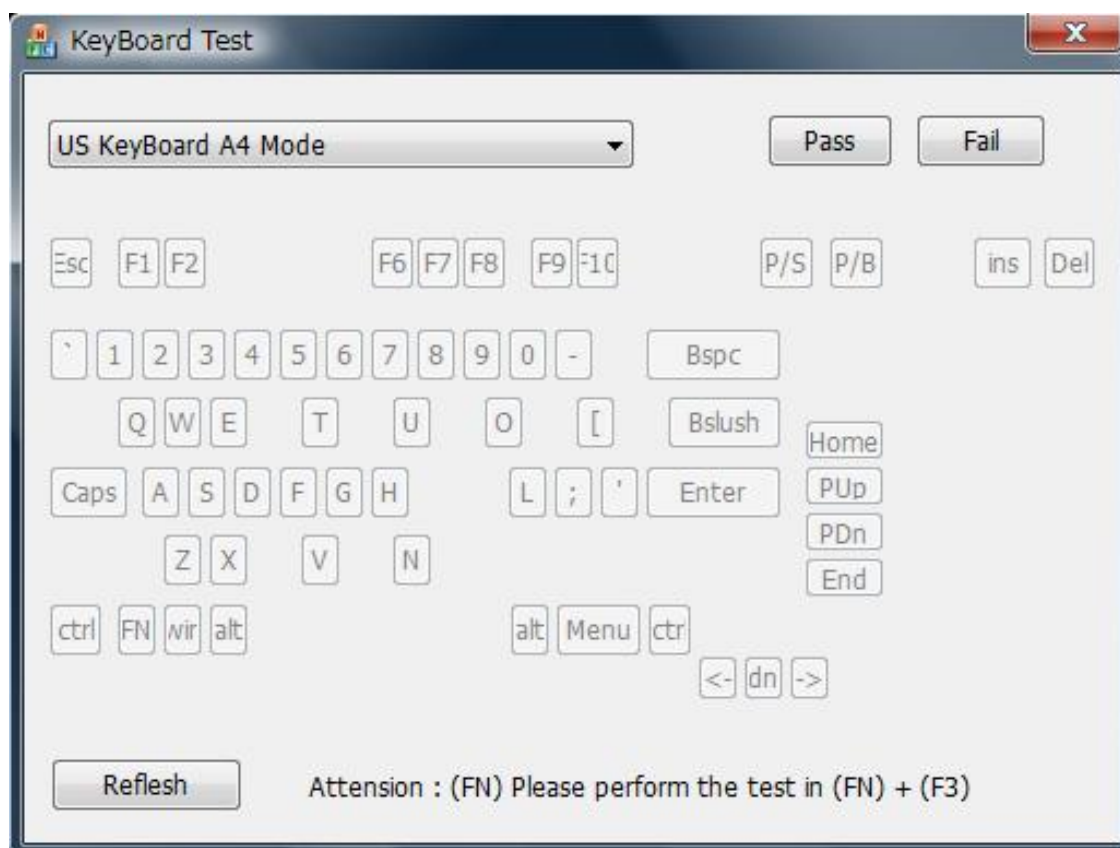 KeyBoard Test
US KeyBoard A4 Mode Pass Fail
Esc F1 F2 F6 F7 F8 F9 F10 P/S P/B ins Del
` 1 2 3 4 5 6 7 8 9 0 - Bspc
Q W E T U O [ Bslush
Home
Caps A S D F G H L ; ' Enter PUp
PDn
Z X V N End
ctrl FN wir alt alt Menu ctr
<- dn ->
Reflesh Attension : (FN) Please perform the test in (FN) + (F3)